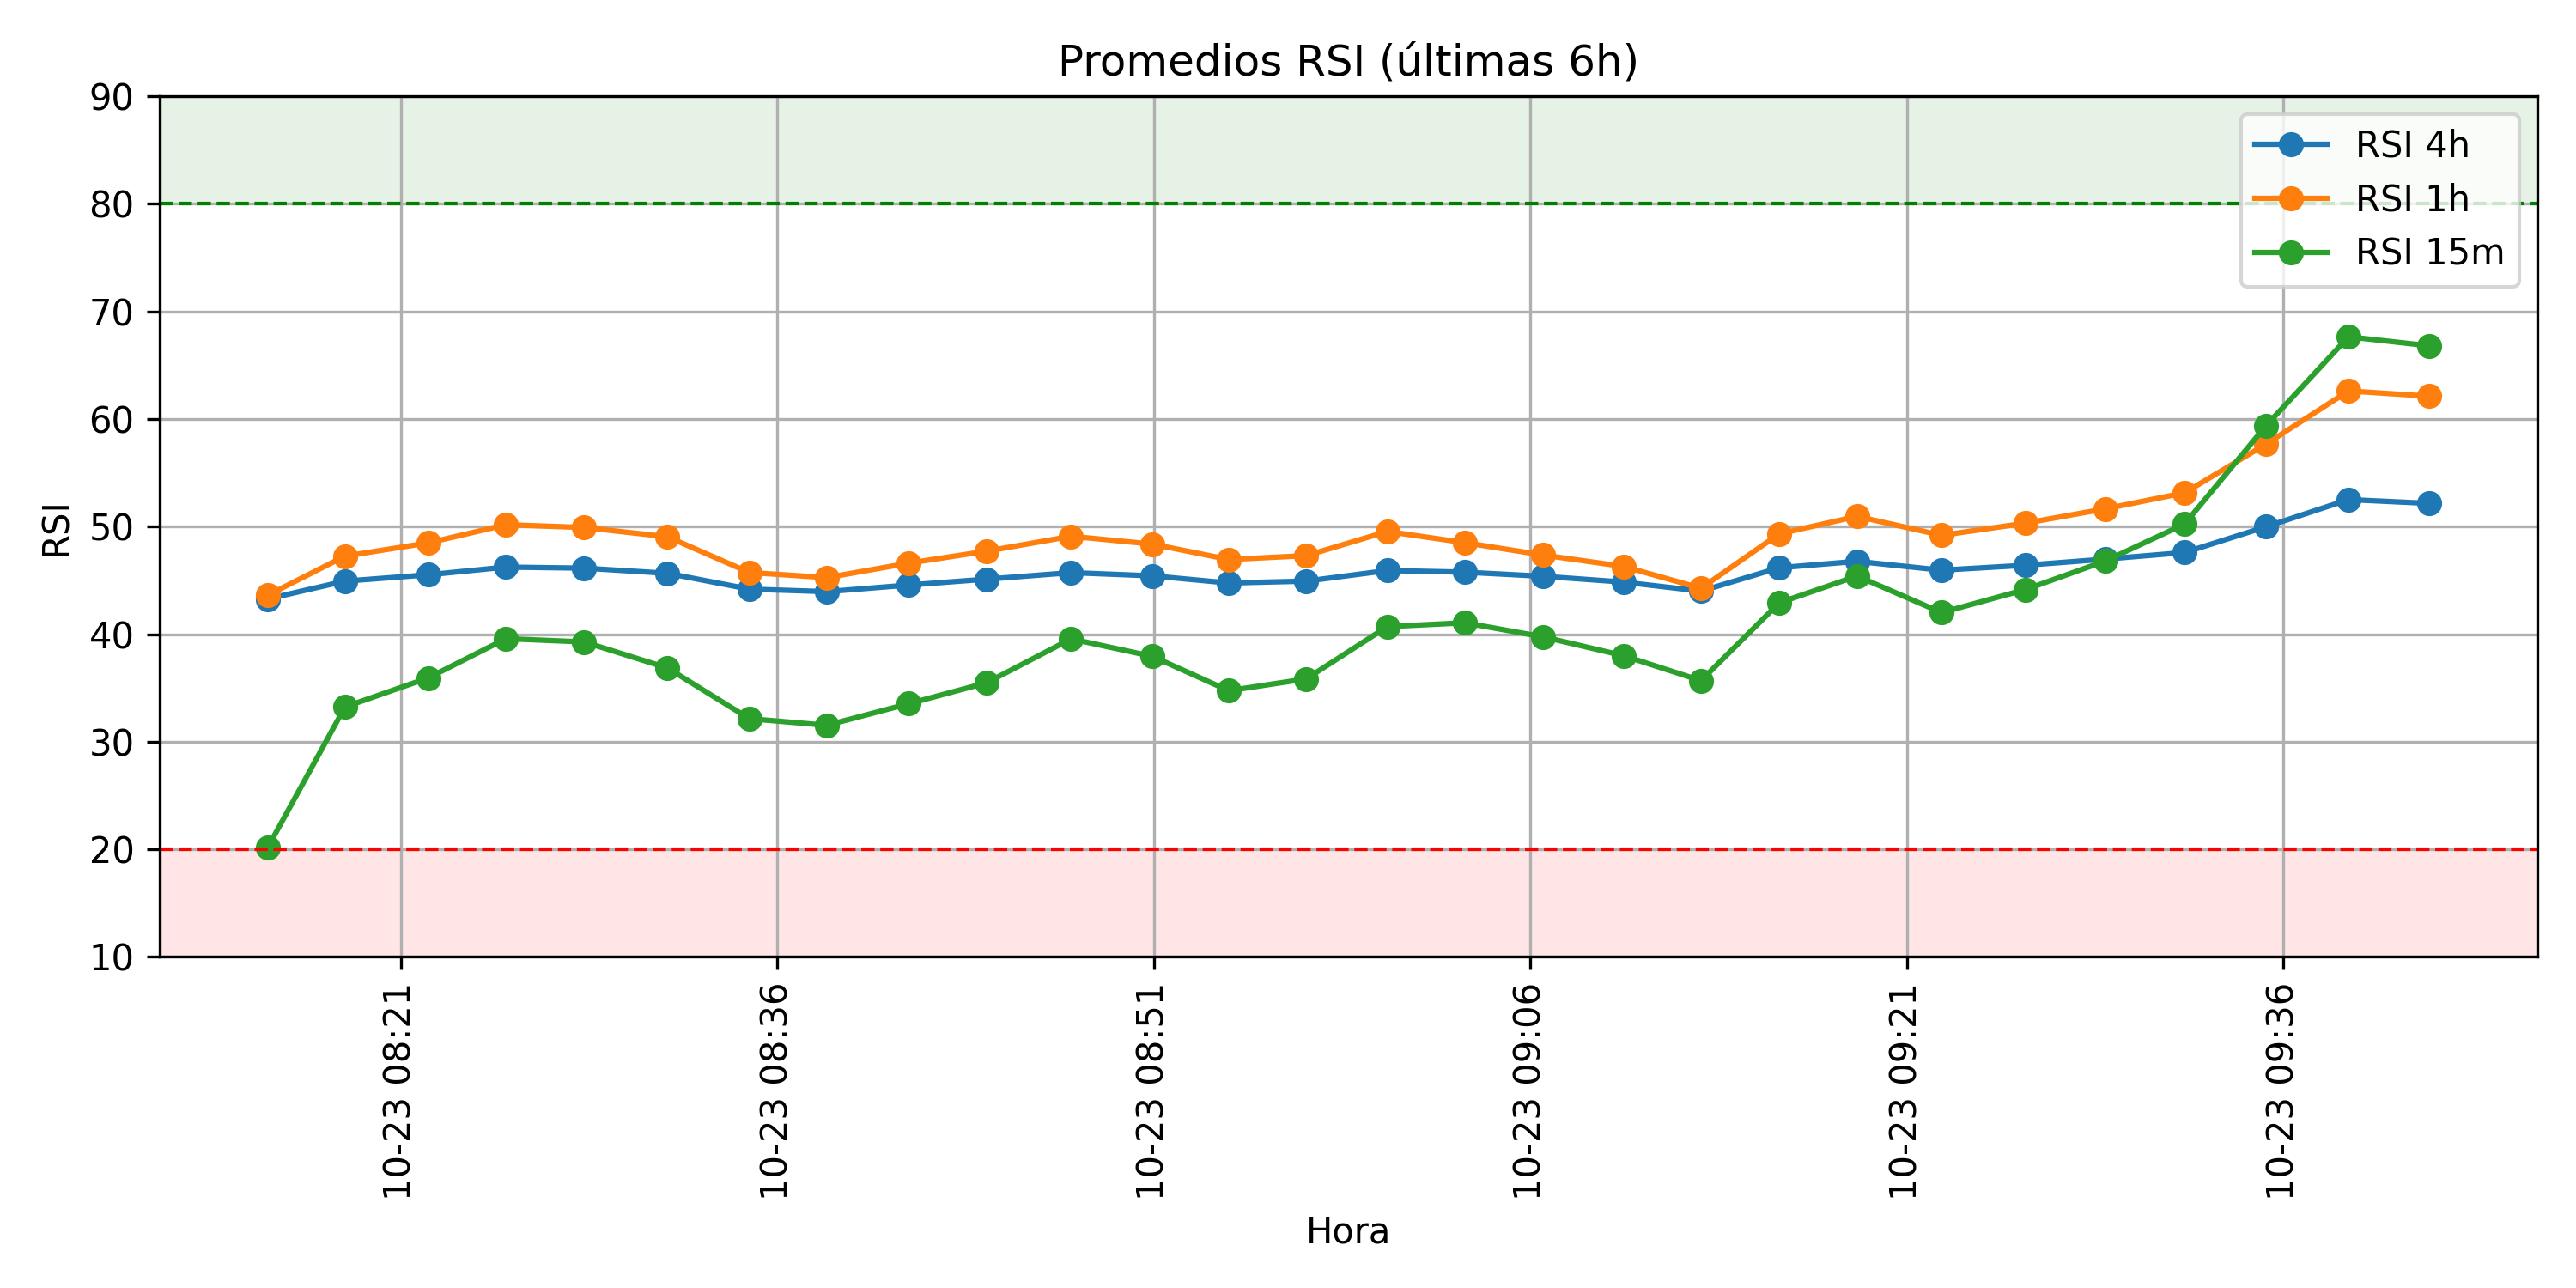 Promedios RSI (últimas 6h)
90
80
70
60
50
40
30
20
10
RSI
RSI 4h
RSI 1h
RSI 15m
10-23 08:21
10-23 08:36
10-23 08:51
10-23 09:06
10-23 09:21
10-23 09:36
Hora